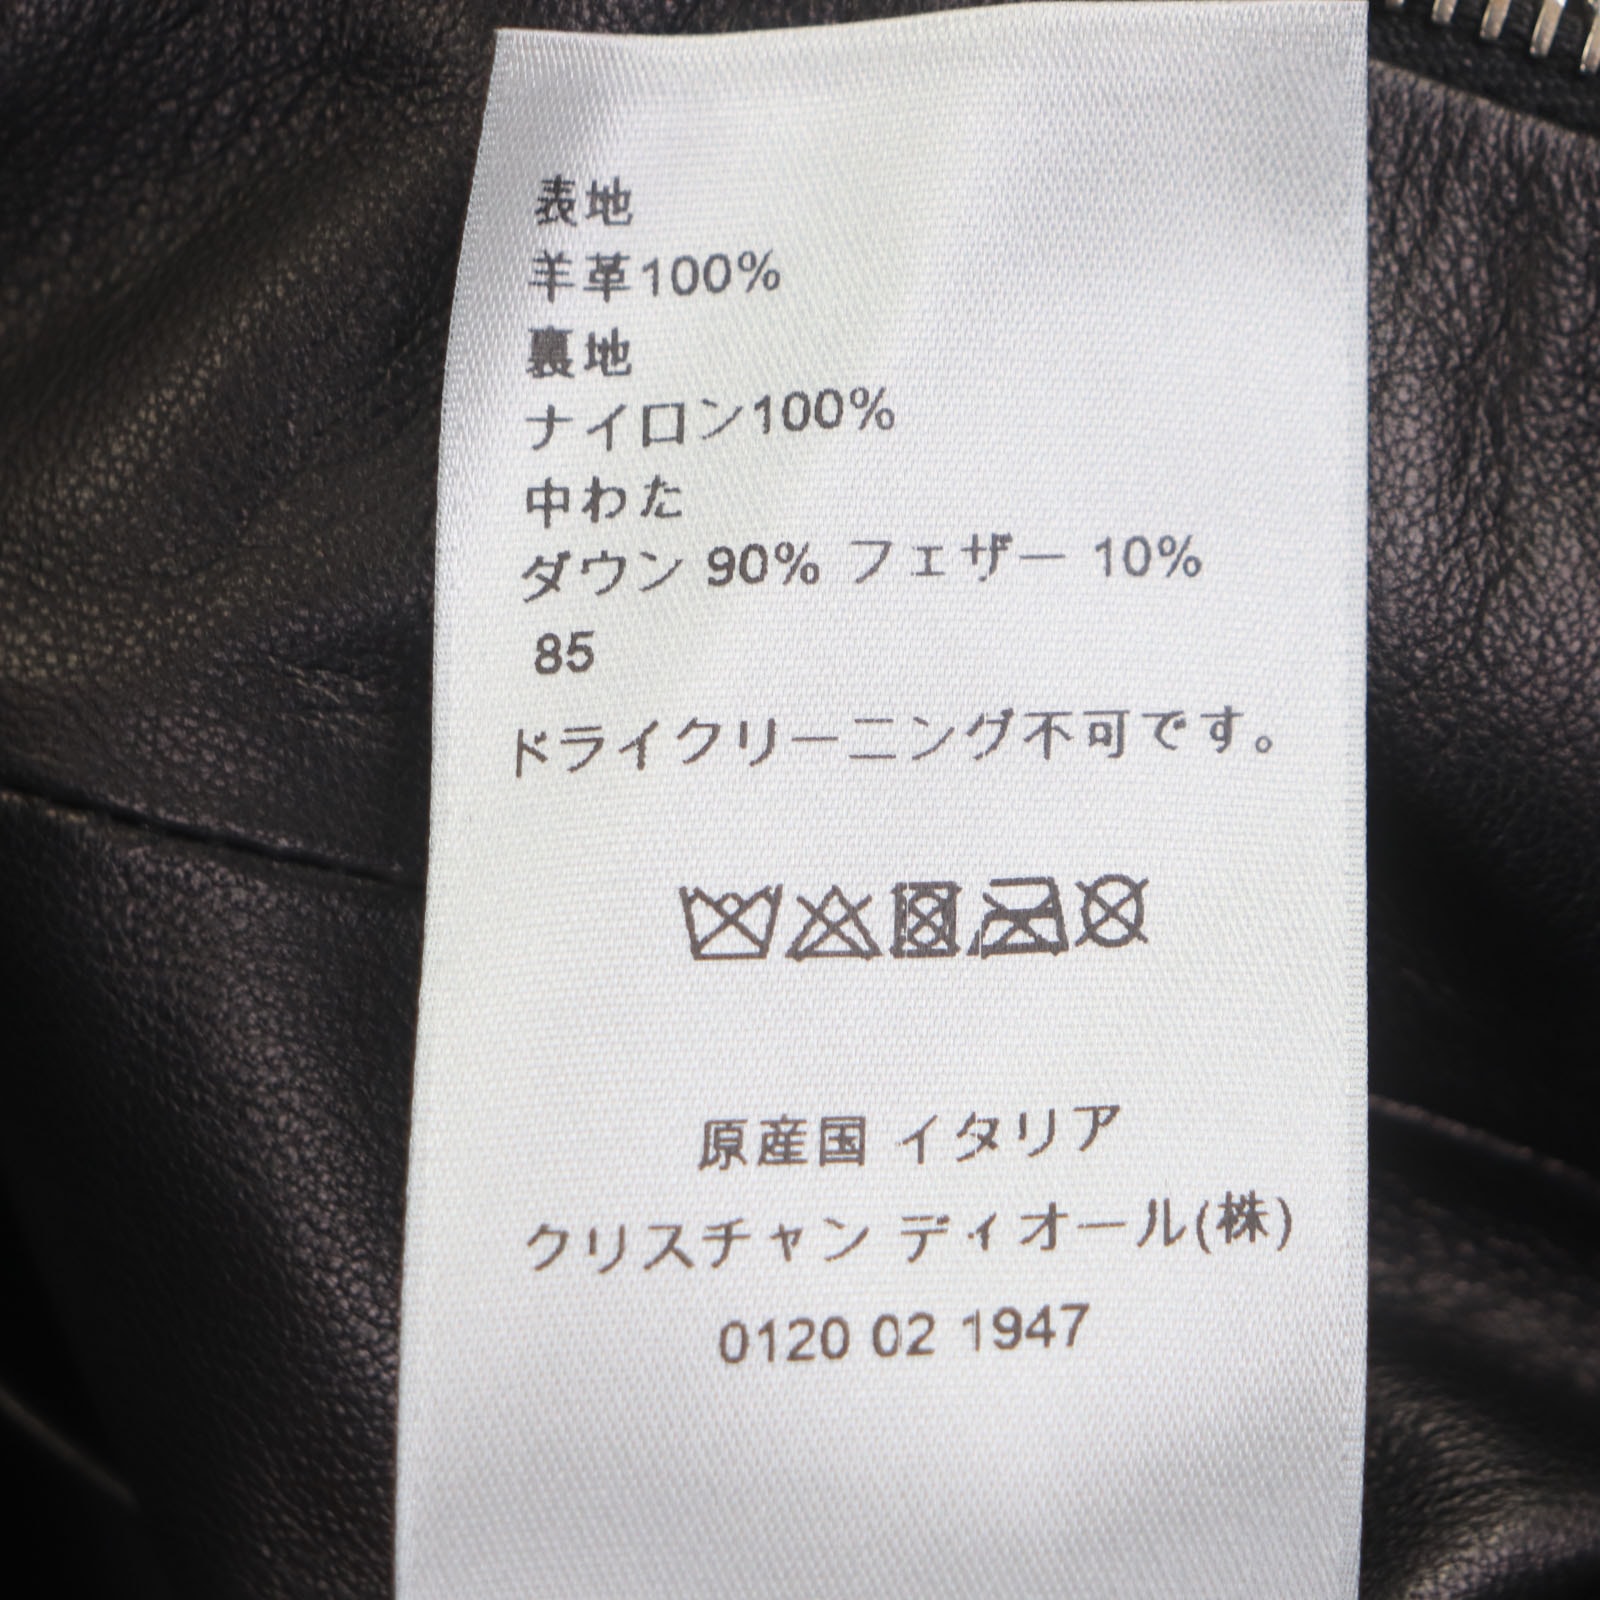 表地
羊革100%
裏地
ナイロン100%
中わた
ダウン 90% フェザー 10%
85
ドライクリーニング不可です。
原産国 イタリア
クリスチャン ディオール(株)
0120 02 1947